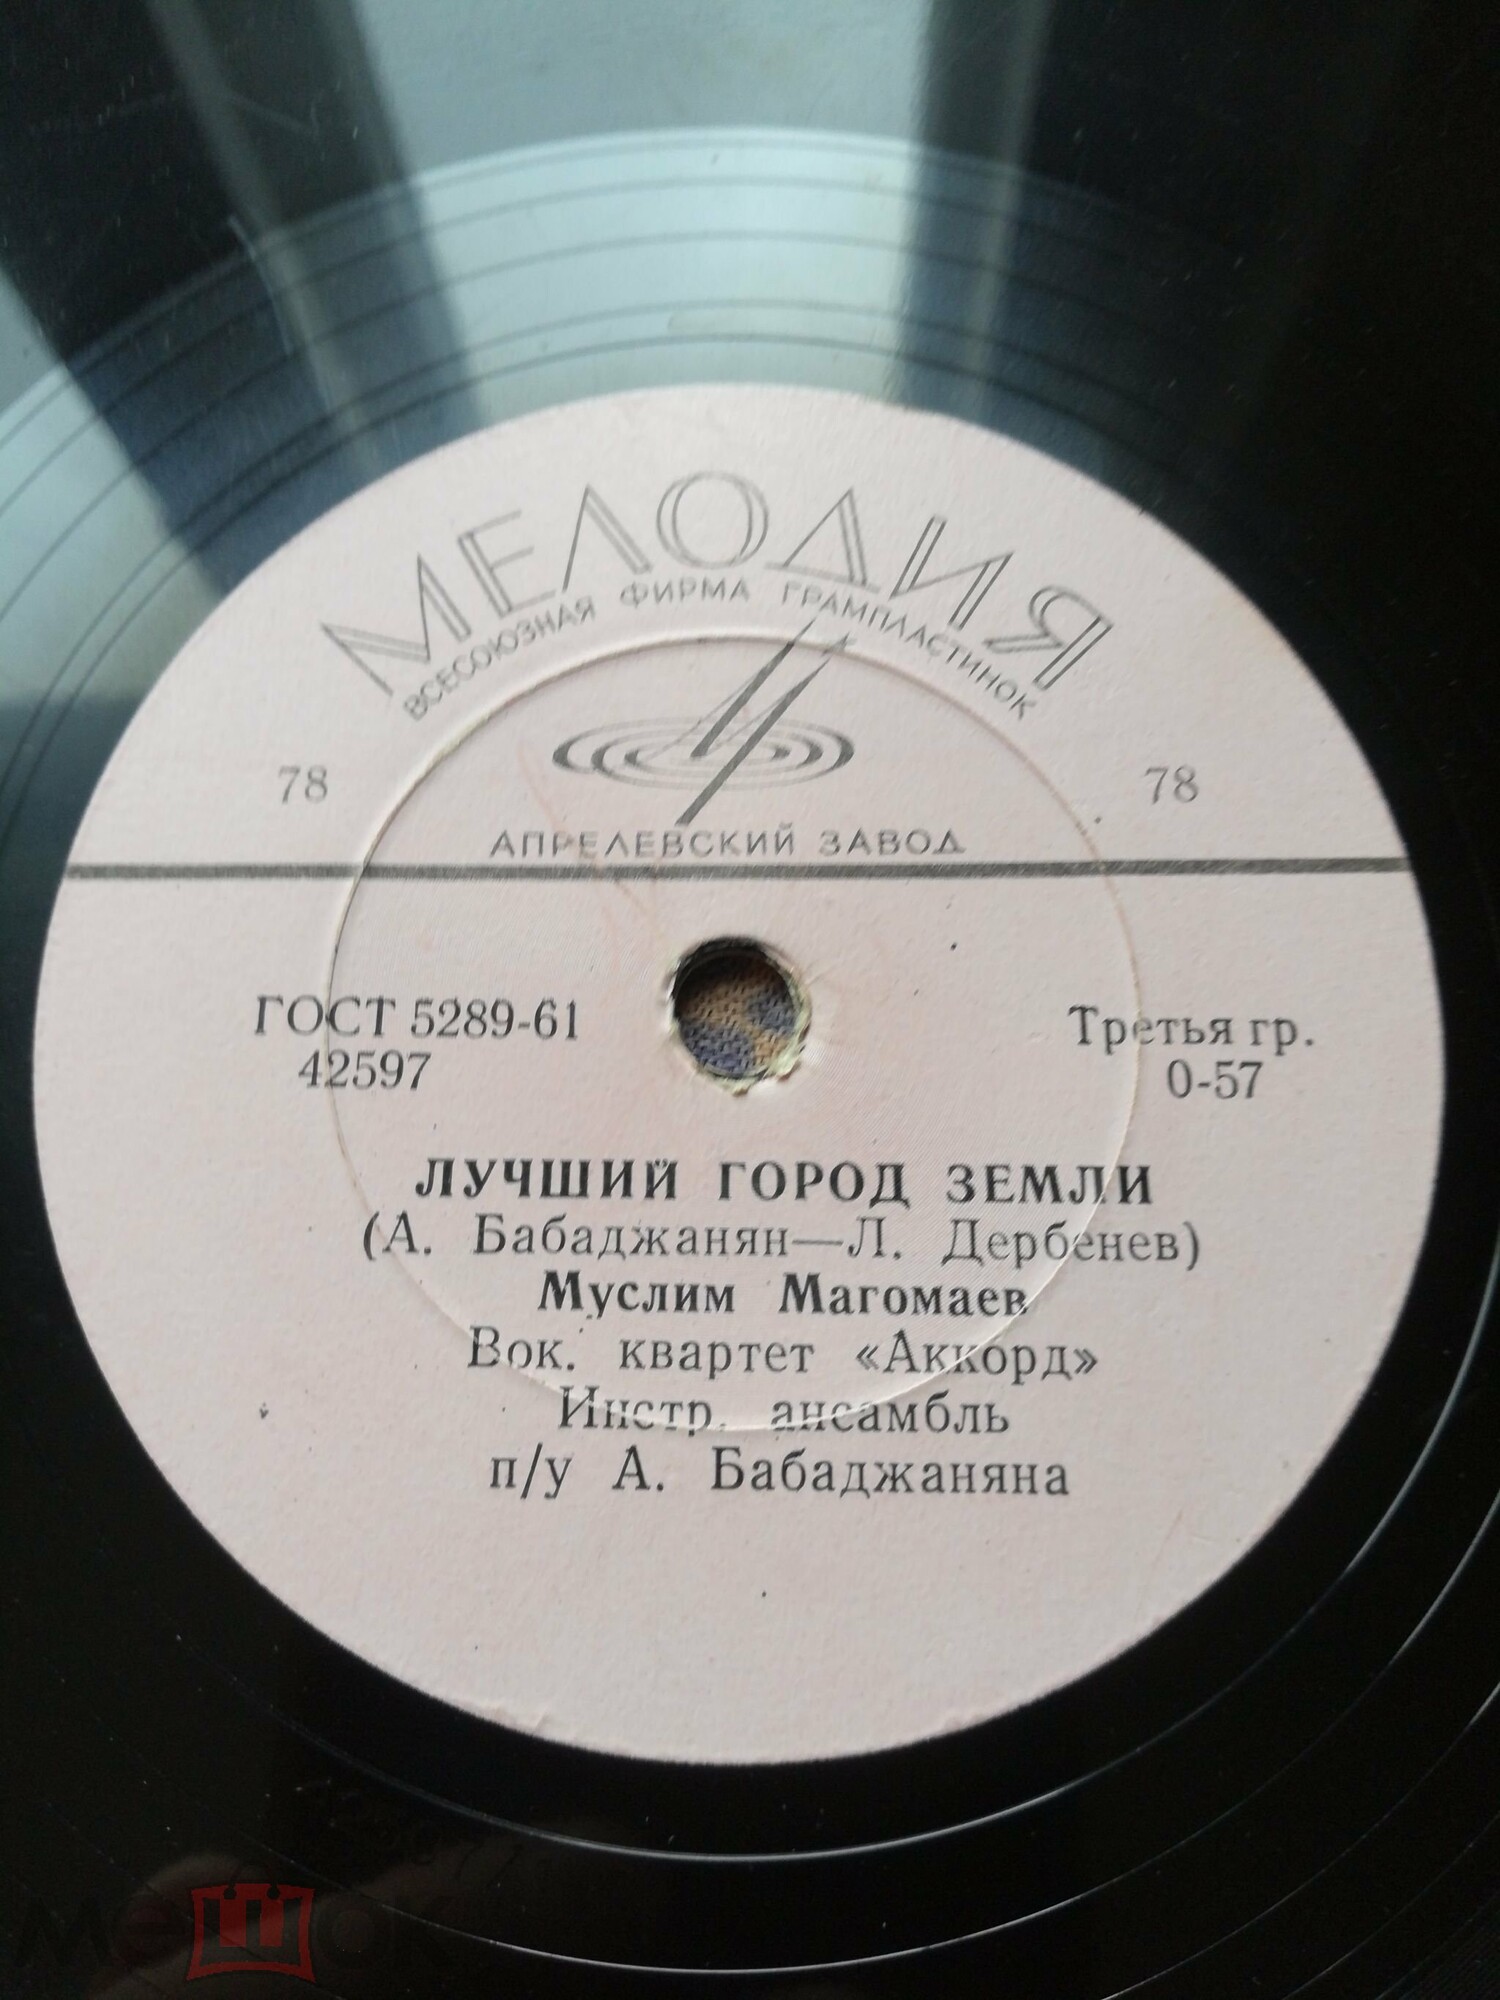 МЕЛОДИЯ
ВСЕСОЮЗНАЯ ФИРМА ГРАМПЛАСТИНОК
78 78
АПРЕЛЕВСКИЙ ЗАВОД
ГОСТ 5289-61 Третья гр.
42597 0-57
ЛУЧШИЙ ГОРОД ЗЕМЛИ
(А. Бабаджанян—Л. Дербенев)
Муслим Магомаев
Вок. квартет «Аккорд»
Инстр. ансамбль
п/у А. Бабаджаняна
мешок